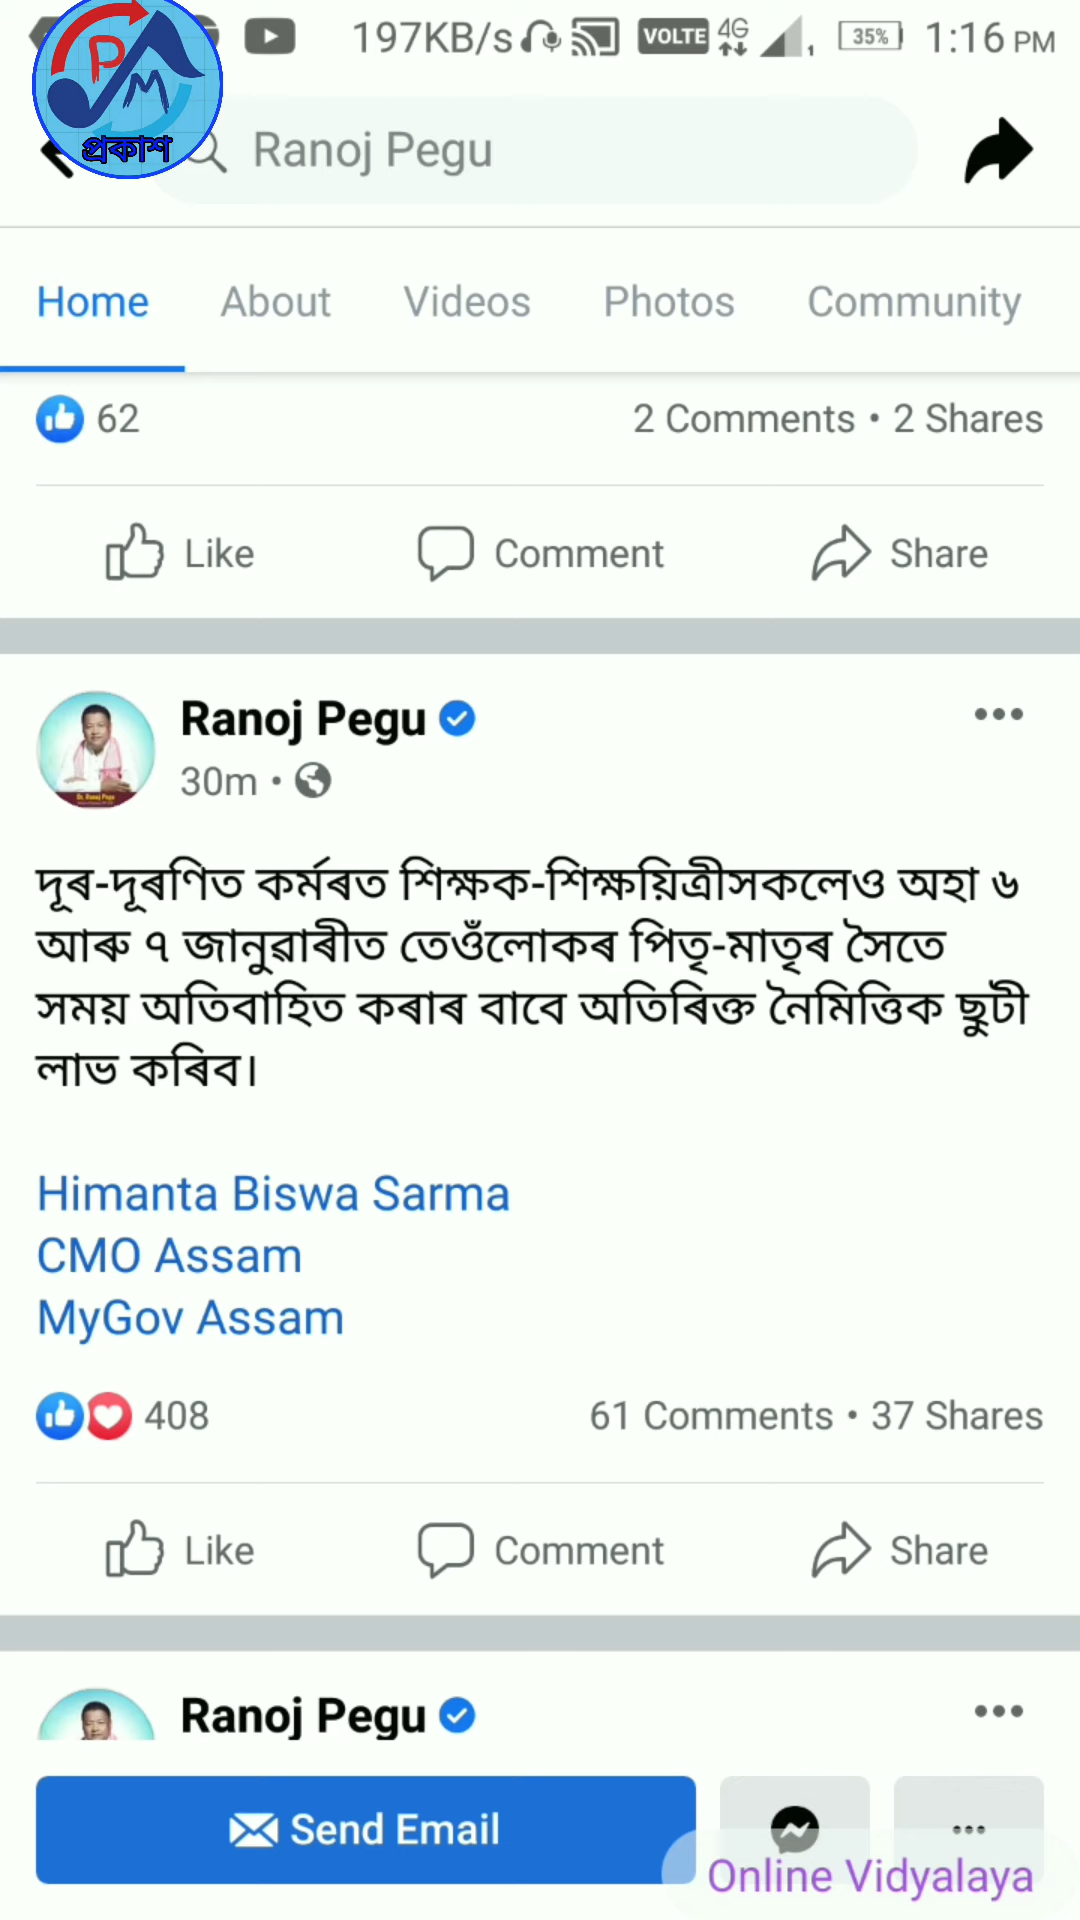 197KB/s VOLTE 4G 1 35% 1:16 PM
PM
প্ৰকাশ
Ranoj Pegu
Home About Videos Photos Community
62 2 Comments • 2 Shares
Like Comment Share
Ranoj Pegu
30m •
দূৰ-দূৰণিত কৰ্মৰত শিক্ষক-শিক্ষয়িত্ৰীসকলেও অহা ৬
আৰু ৭ জানুৱাৰীত তেওঁলোকৰ পিতৃ-মাতৃৰ সৈতে
সময় অতিবাহিত কৰাৰ বাবে অতিৰিক্ত নৈমিত্তিক ছুটী
লাভ কৰিব।
Himanta Biswa Sarma
CMO Assam
MyGov Assam
408 61 Comments • 37 Shares
Like Comment Share
Ranoj Pegu
Send Email
Online Vidyalaya